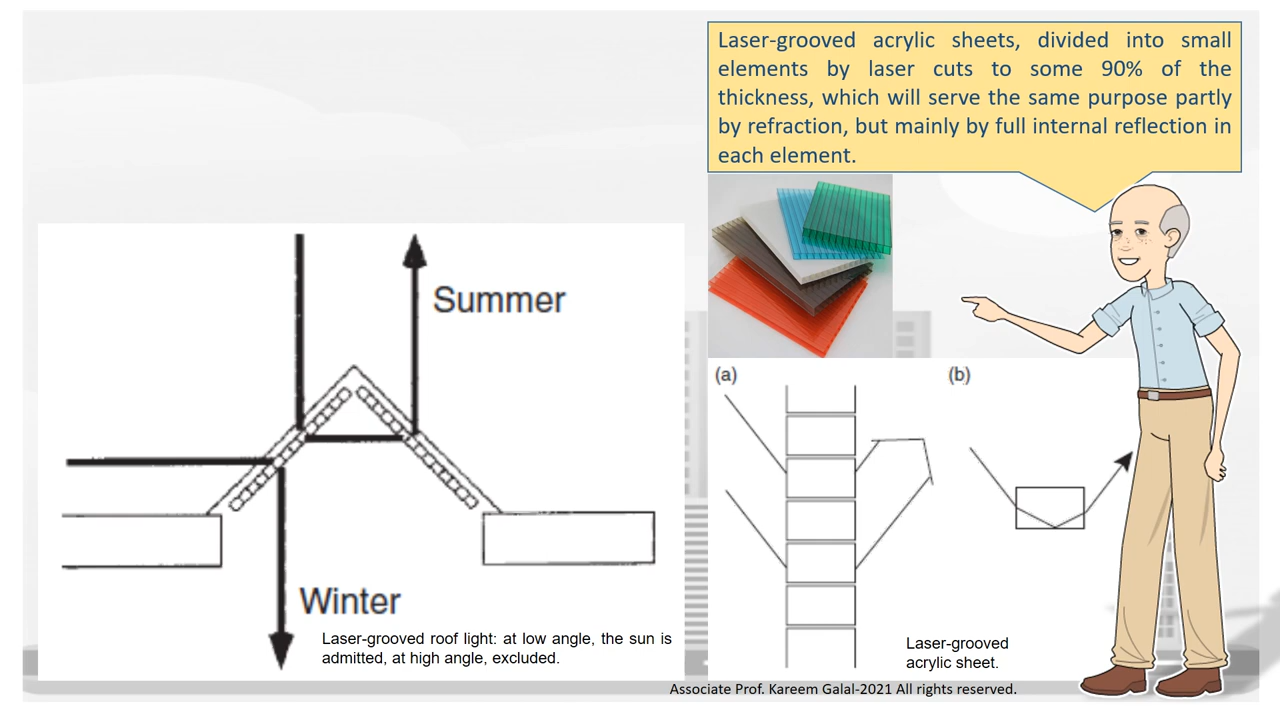 Laser-grooved acrylic sheets, divided into small
elements by laser cuts to some 90% of the
thickness, which will serve the same purpose partly
by refraction, but mainly by full internal reflection in
each element.
Summer
Winter
Laser-grooved roof light: at low angle, the sun is
admitted, at high angle, excluded.
(a)
(b)
Laser-grooved
acrylic sheet.
Associate Prof. Kareem Galal-2021 All rights reserved.